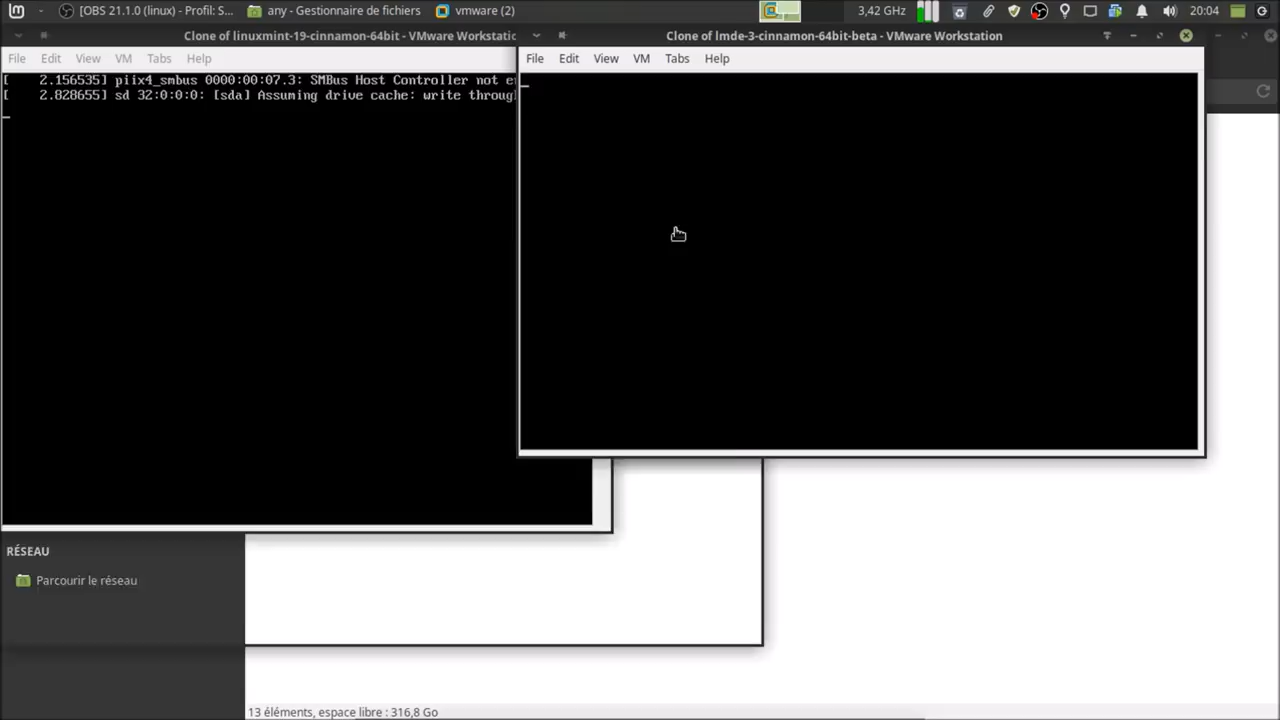 [OBS 21.1.0 (linux) - Profil: S...
any - Gestionnaire de fichiers
vmware (2)
3,42 GHz
20:04
Clone of linuxmint-19-cinnamon-64bit - VMware Workstatio
File Edit View VM Tabs Help
[ 2.156535] piix4_smbus 0000:00:07.3: SMBus Host Controller not e
[ 2.828655] sd 32:0:0:0: [sda] Assuming drive cache: write throug
Clone of lmde-3-cinnamon-64bit-beta - VMware Workstation
File Edit View VM Tabs Help
RÉSEAU
Parcourir le réseau
13 éléments, espace libre : 316,8 Go